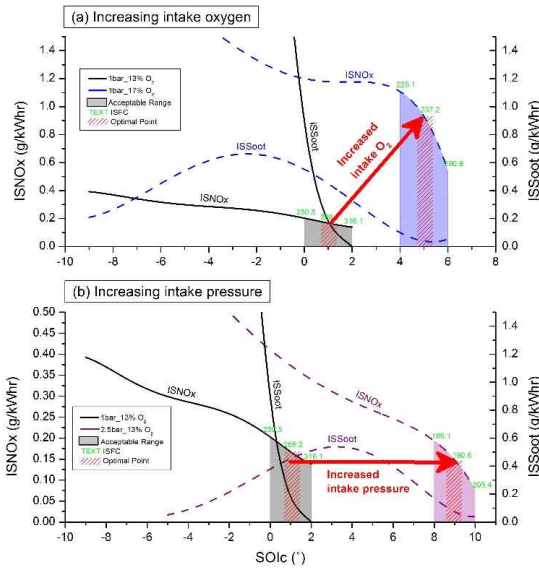 (a) Increasing intake oxygen
1.4
1.2
1.0
0.8
0.6
0.4
0.2
0.0
ISNOx (g/kWhr)
1bar_13% O₂
1bar_17% O₂
Acceptable Range
TEXT ISFC
Optimal Point
ISSoot
ISNOx
ISNOx
ISSoot
225.1
237.2
290.6
250.5
316.1
Increased
intake O₂
1.4
1.2
1.0
0.8
0.6
0.4
0.2
0.0
ISSoot (g/kWhr)
-10 -8 -6 -4 -2 0 2 4 6 8
(b) Increasing intake pressure
0.50
0.45
0.40
0.35
0.30
0.25
0.20
0.15
0.10
0.05
0.00
ISNOx (g/kWhr)
1bar_13% O₂
2.5bar_13% O₂
Acceptable Range
TEXT ISFC
Optimal Point
ISNOx
ISSoot
ISNOx
ISSoot
250.5
269.2
316.1
186.1
190.6
205.4
Increased
intake pressure
1.4
1.2
1.0
0.8
0.6
0.4
0.2
0.0
ISSoot (g/kWhr)
-10 -8 -6 -4 -2 0 2 4 6 8 10
SOIc (°)